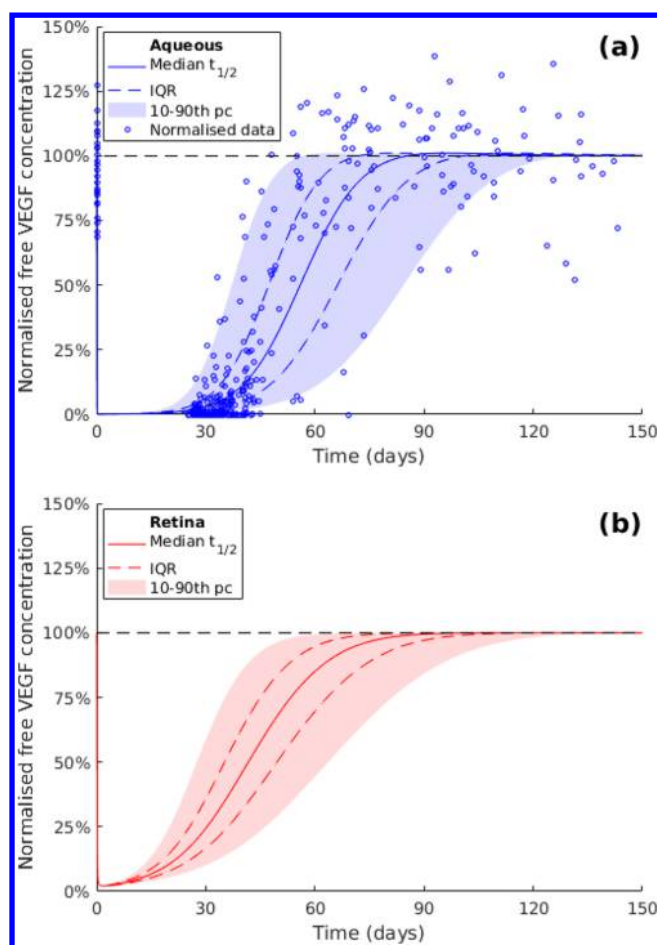 150%
125%
100%
75%
50%
25%
0%
Normalised free VEGF concentration
Aqueous
Median t1/2
IQR
10-90th pc
Normalised data
(a)
0 30 60 90 120 150
Time (days)
150%
125%
100%
75%
50%
25%
0%
Normalised free VEGF concentration
Retina
Median t1/2
IQR
10-90th pc
(b)
0 30 60 90 120 150
Time (days)